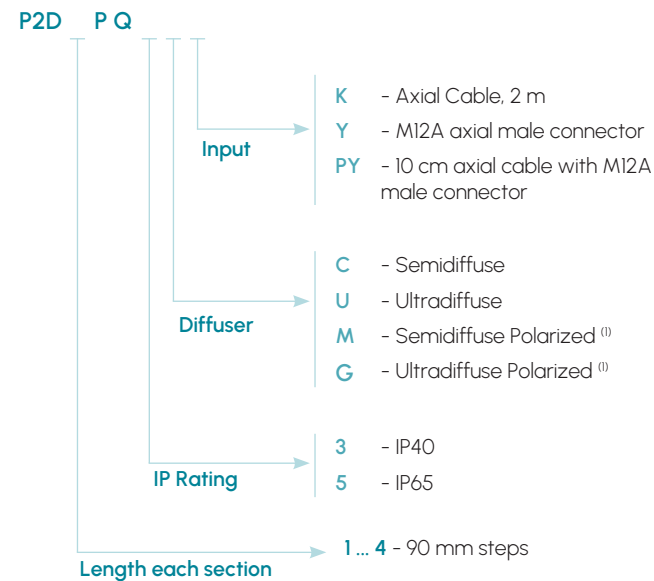 P2D P Q
K - Axial Cable, 2 m
Y - M12A axial male connector
Input
PY - 10 cm axial cable with M12A
male connector
C - Semidiffuse
U - Ultradiffuse
Diffuser
M - Semidiffuse Polarized (1)
G - Ultradiffuse Polarized (1)
3 - IP40
IP Rating
5 - IP65
1 ... 4 - 90 mm steps
Length each section